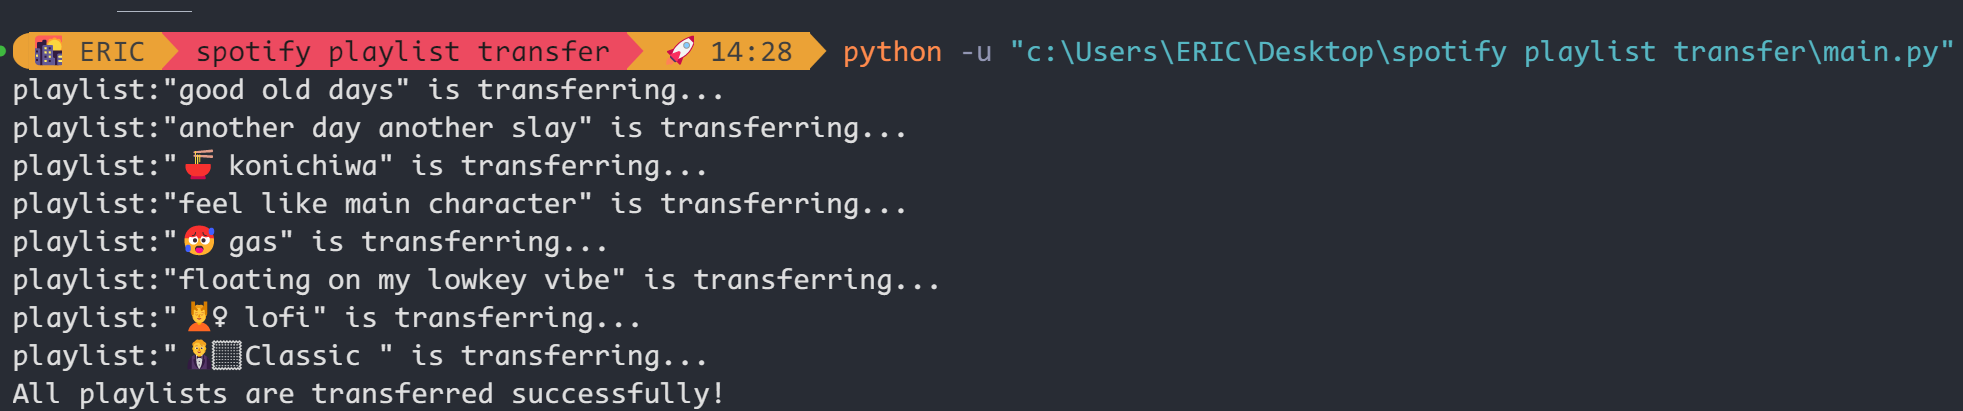 🌇 ERIC spotify playlist transfer 🚀 14:28 python -u "c:\Users\ERIC\Desktop\spotify playlist transfer\main.py"
playlist:"good old days" is transferring...
playlist:"another day another slay" is transferring...
playlist:"🍜 konichiwa" is transferring...
playlist:"feel like main character" is transferring...
playlist:"🥵 gas" is transferring...
playlist:"floating on my lowkey vibe" is transferring...
playlist:"💆♀ lofi" is transferring...
playlist:"🤵🏼Classic " is transferring...
All playlists are transferred successfully!